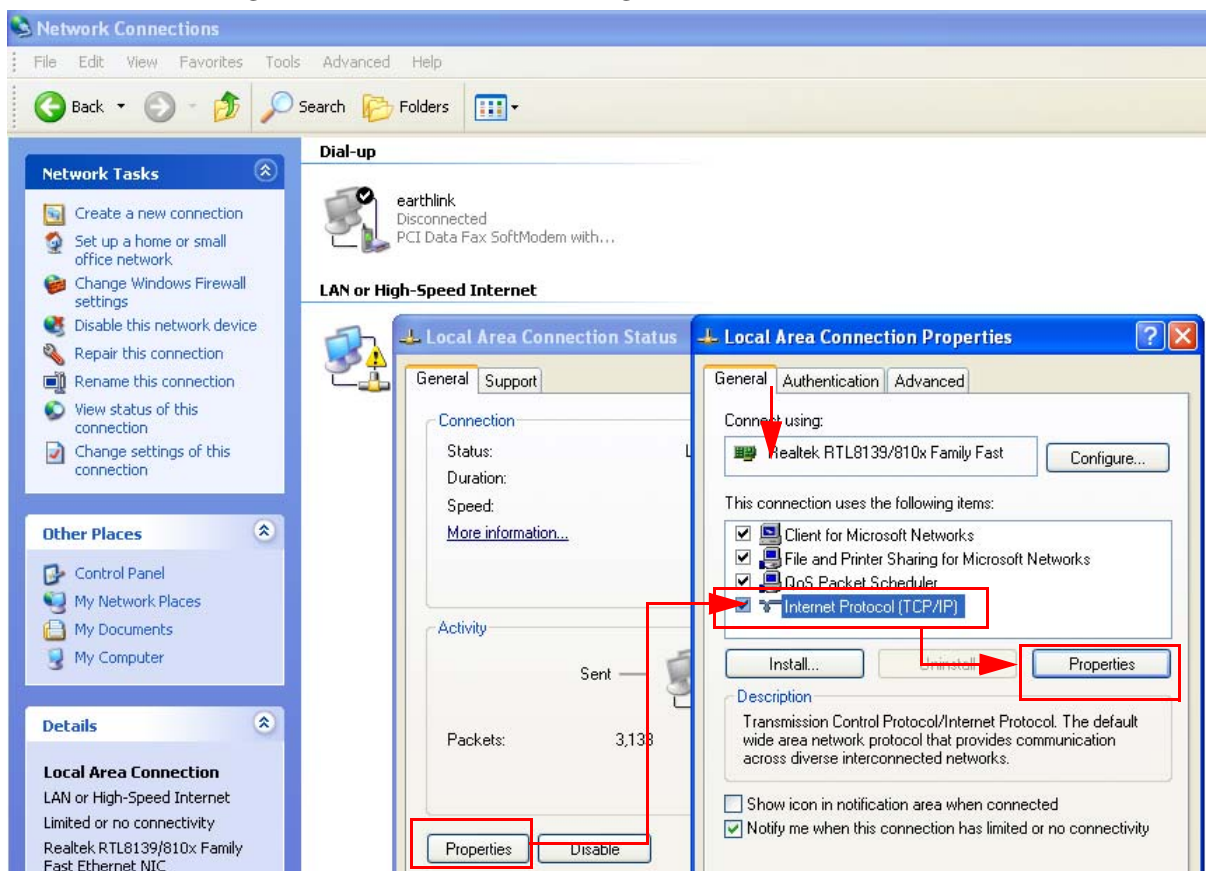 Network Connections
File Edit View Favorites Tools Advanced Help
Back Search Folders
Network Tasks
Create a new connection
Set up a home or small
office network
Change Windows Firewall
settings
Disable this network device
Repair this connection
Rename this connection
View status of this
connection
Change settings of this
connection
Other Places
Control Panel
My Network Places
My Documents
My Computer
Details
Local Area Connection
LAN or High-Speed Internet
Limited or no connectivity
Realtek RTL8139/810x Family
Fast Ethernet NIC
Dial-up
earthlink
Disconnected
PCI Data Fax SoftModem with...
LAN or High-Speed Internet
Local Area Connection Status
General Support
Connection
Status:
Duration:
Speed:
More information...
Activity
Sent
Packets: 3,133
Properties Disable
Local Area Connection Properties
General Authentication Advanced
Connect using:
Realtek RTL8139/810x Family Fast
Configure...
This connection uses the following items:
Client for Microsoft Networks
File and Printer Sharing for Microsoft Networks
QoS Packet Scheduler
Internet Protocol (TCP/IP)
Install... Uninstall Properties
Description
Transmission Control Protocol/Internet Protocol. The default
wide area network protocol that provides communication
across diverse interconnected networks.
Show icon in notification area when connected
Notify me when this connection has limited or no connectivity